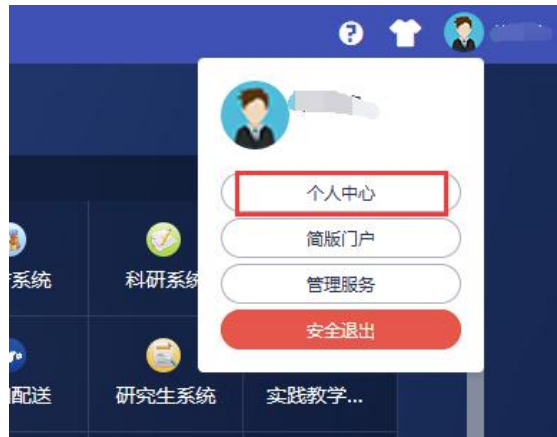 个人中心
简版门户
管理服务
安全退出
系统
科研系统
配送
研究生系统
实践教学...